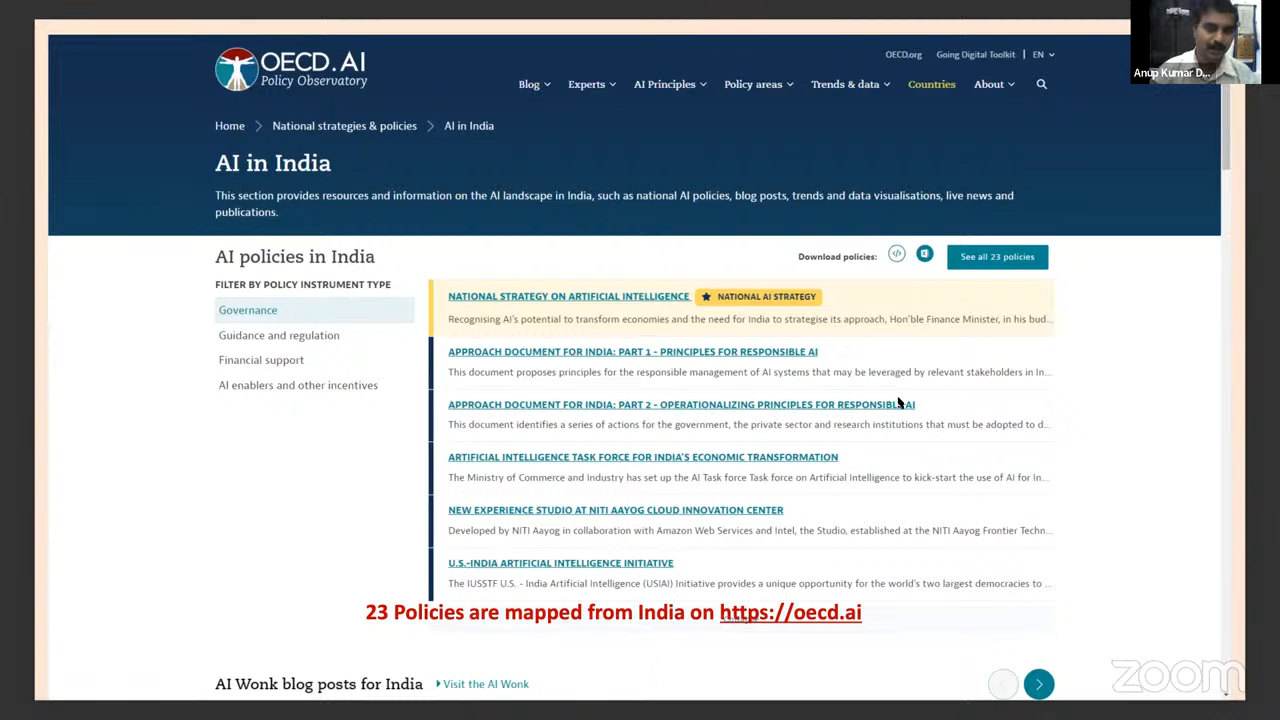 OECD.AI
Policy Observatory
OECD.org Going Digital Toolkit | EN
Blog Experts AI Principles Policy areas Trends & data Countries About
Anup Kumar D...
Home > National strategies & policies > AI in India
AI in India
This section provides resources and information on the AI landscape in India, such as national AI policies, blog posts, trends and data visualisations, live news and
publications.
AI policies in India
Download policies: See all 23 policies
FILTER BY POLICY INSTRUMENT TYPE
Governance
Guidance and regulation
Financial support
AI enablers and other incentives
NATIONAL STRATEGY ON ARTIFICIAL INTELLIGENCE NATIONAL AI STRATEGY
Recognising AI's potential to transform economies and the need for India to strategise its approach, Hon'ble Finance Minister, in his bud...
APPROACH DOCUMENT FOR INDIA: PART 1 - PRINCIPLES FOR RESPONSIBLE AI
This document proposes principles for the responsible management of AI systems that may be leveraged by relevant stakeholders in In...
APPROACH DOCUMENT FOR INDIA: PART 2 - OPERATIONALIZING PRINCIPLES FOR RESPONSIBLE AI
This document identifies a series of actions for the government, the private sector and research institutions that must be adopted to d...
ARTIFICIAL INTELLIGENCE TASK FORCE FOR INDIA'S ECONOMIC TRANSFORMATION
The Ministry of Commerce and Industry has set up the AI Task force Task force on Artificial Intelligence to kick-start the use of AI for In...
NEW EXPERIENCE STUDIO AT NITI AAYOG CLOUD INNOVATION CENTER
Developed by NITI Aayog in collaboration with Amazon Web Services and Intel, the Studio, established at the NITI Aayog Frontier Techn...
U.S.-INDIA ARTIFICIAL INTELLIGENCE INITIATIVE
The IUSSTF U.S. - India Artificial Intelligence (USIAI) Initiative provides a unique opportunity for the world's two largest democracies to ...
23 Policies are mapped from India on https://oecd.ai
AI Wonk blog posts for India Visit the AI Wonk
zoom